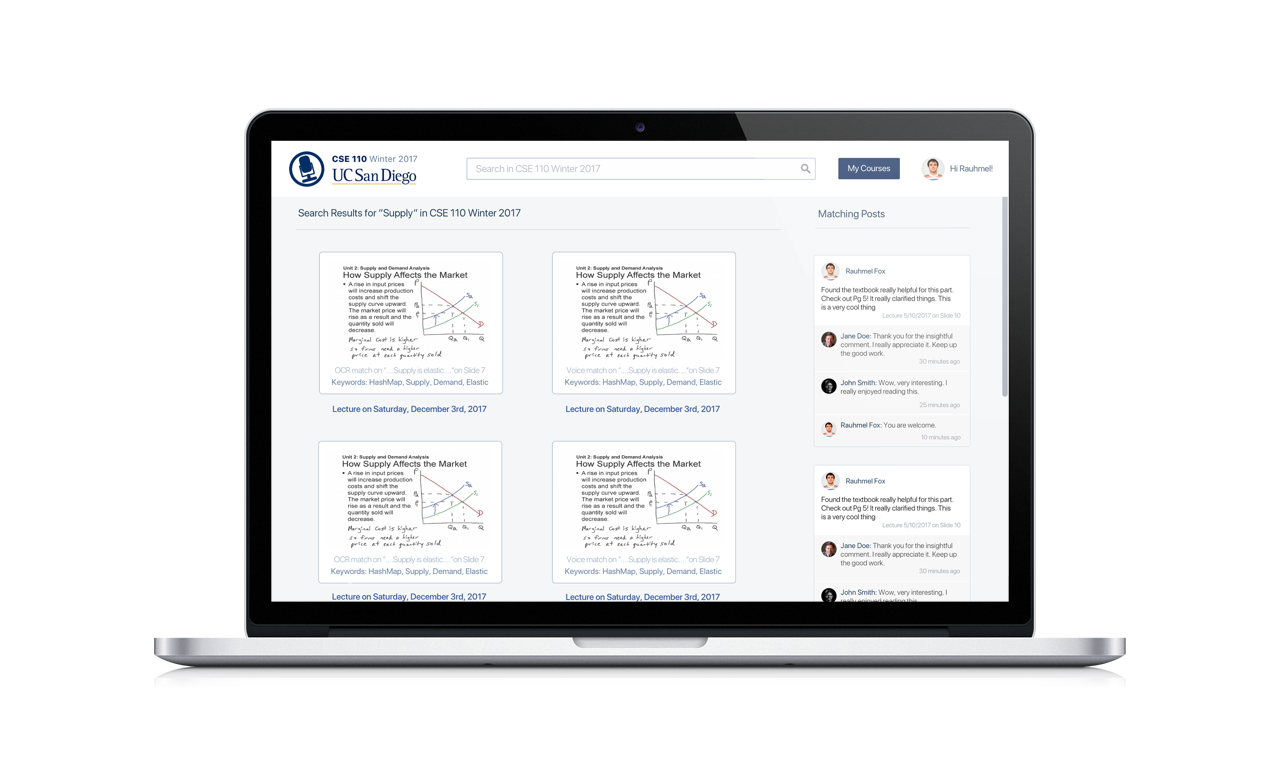 CSE 110 Winter 2017
UC San Diego
Search in CSE 110 Winter 2017
My Courses
Hi Rauhmel!
Search Results for “Supply” in CSE 110 Winter 2017
Unit 2: Supply and Demand Analysis
How Supply Affects the Market
• A rise in input prices
will increase production
costs and shift the
supply curve upward.
The market price will
rise as a result and the
quantity sold will
decrease.
Marginal Cost is higher
so firms need a higher
price at each quantity sold
P
S₁
D
Q
OCR match on “....Supply is elastic....”on Slide 7
Keywords: HashMap, Supply, Demand, Elastic
Lecture on Saturday, December 3rd, 2017
Unit 2: Supply and Demand Analysis
How Supply Affects the Market
• A rise in input prices
will increase production
costs and shift the
supply curve upward.
The market price will
rise as a result and the
quantity sold will
decrease.
Marginal Cost is higher
so firms need a higher
price at each quantity sold
P
S₁
D
Q
Voice match on “....Supply is elastic....”on Slide 7
Keywords: HashMap, Supply, Demand, Elastic
Lecture on Saturday, December 3rd, 2017
Unit 2: Supply and Demand Analysis
How Supply Affects the Market
• A rise in input prices
will increase production
costs and shift the
supply curve upward.
The market price will
rise as a result and the
quantity sold will
decrease.
Marginal Cost is higher
so firms need a higher
price at each quantity sold
P
S₁
D
Q
OCR match on “....Supply is elastic....”on Slide 7
Keywords: HashMap, Supply, Demand, Elastic
Lecture on Saturday, December 3rd, 2017
Unit 2: Supply and Demand Analysis
How Supply Affects the Market
• A rise in input prices
will increase production
costs and shift the
supply curve upward.
The market price will
rise as a result and the
quantity sold will
decrease.
Marginal Cost is higher
so firms need a higher
price at each quantity sold
P
S₁
D
Q
Voice match on “....Supply is elastic....”on Slide 7
Keywords: HashMap, Supply, Demand, Elastic
Lecture on Saturday, December 3rd, 2017
Matching Posts
Rauhmel Fox
Found the textbook really helpful for this part.
Check out Pg 5! It really clarified things. This
is a very cool thing
Lecture 5/10/2017 on Slide 10
Jane Doe: Thank you for the insightful
comment. I really appreciate it. Keep up
the good work.
30 minutes ago
John Smith: Wow, very interesting. I
really enjoyed reading this.
25 minutes ago
Rauhmel Fox: You are welcome.
10 minutes ago
Rauhmel Fox
Found the textbook really helpful for this part.
Check out Pg 5! It really clarified things. This
is a very cool thing
Lecture 5/10/2017 on Slide 10
Jane Doe: Thank you for the insightful
comment. I really appreciate it. Keep up
the good work.
30 minutes ago
John Smith: Wow, very interesting. I
really enjoyed reading this.